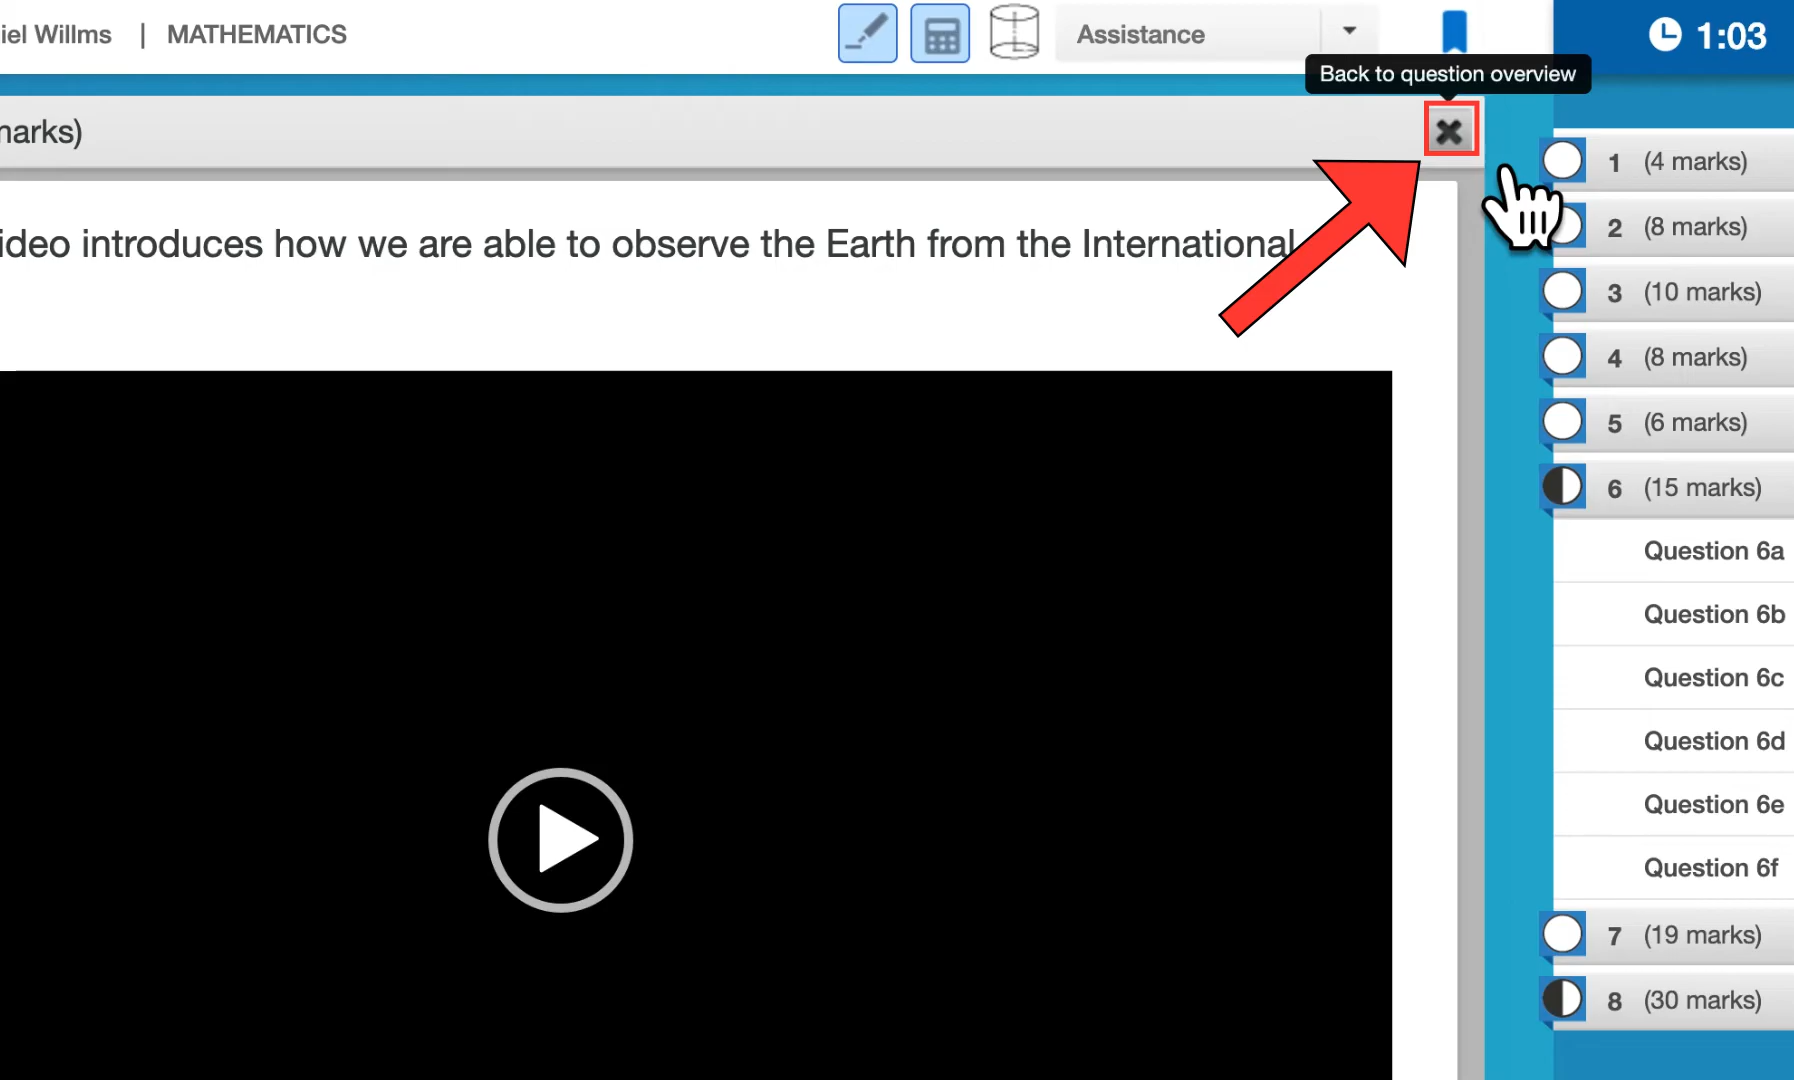 iel Willms | MATHEMATICS
Assistance
1:03
Back to question overview
marks)
ideo introduces how we are able to observe the Earth from the International
1 (4 marks)
2 (8 marks)
3 (10 marks)
4 (8 marks)
5 (6 marks)
6 (15 marks)
Question 6a
Question 6b
Question 6c
Question 6d
Question 6e
Question 6f
7 (19 marks)
8 (30 marks)